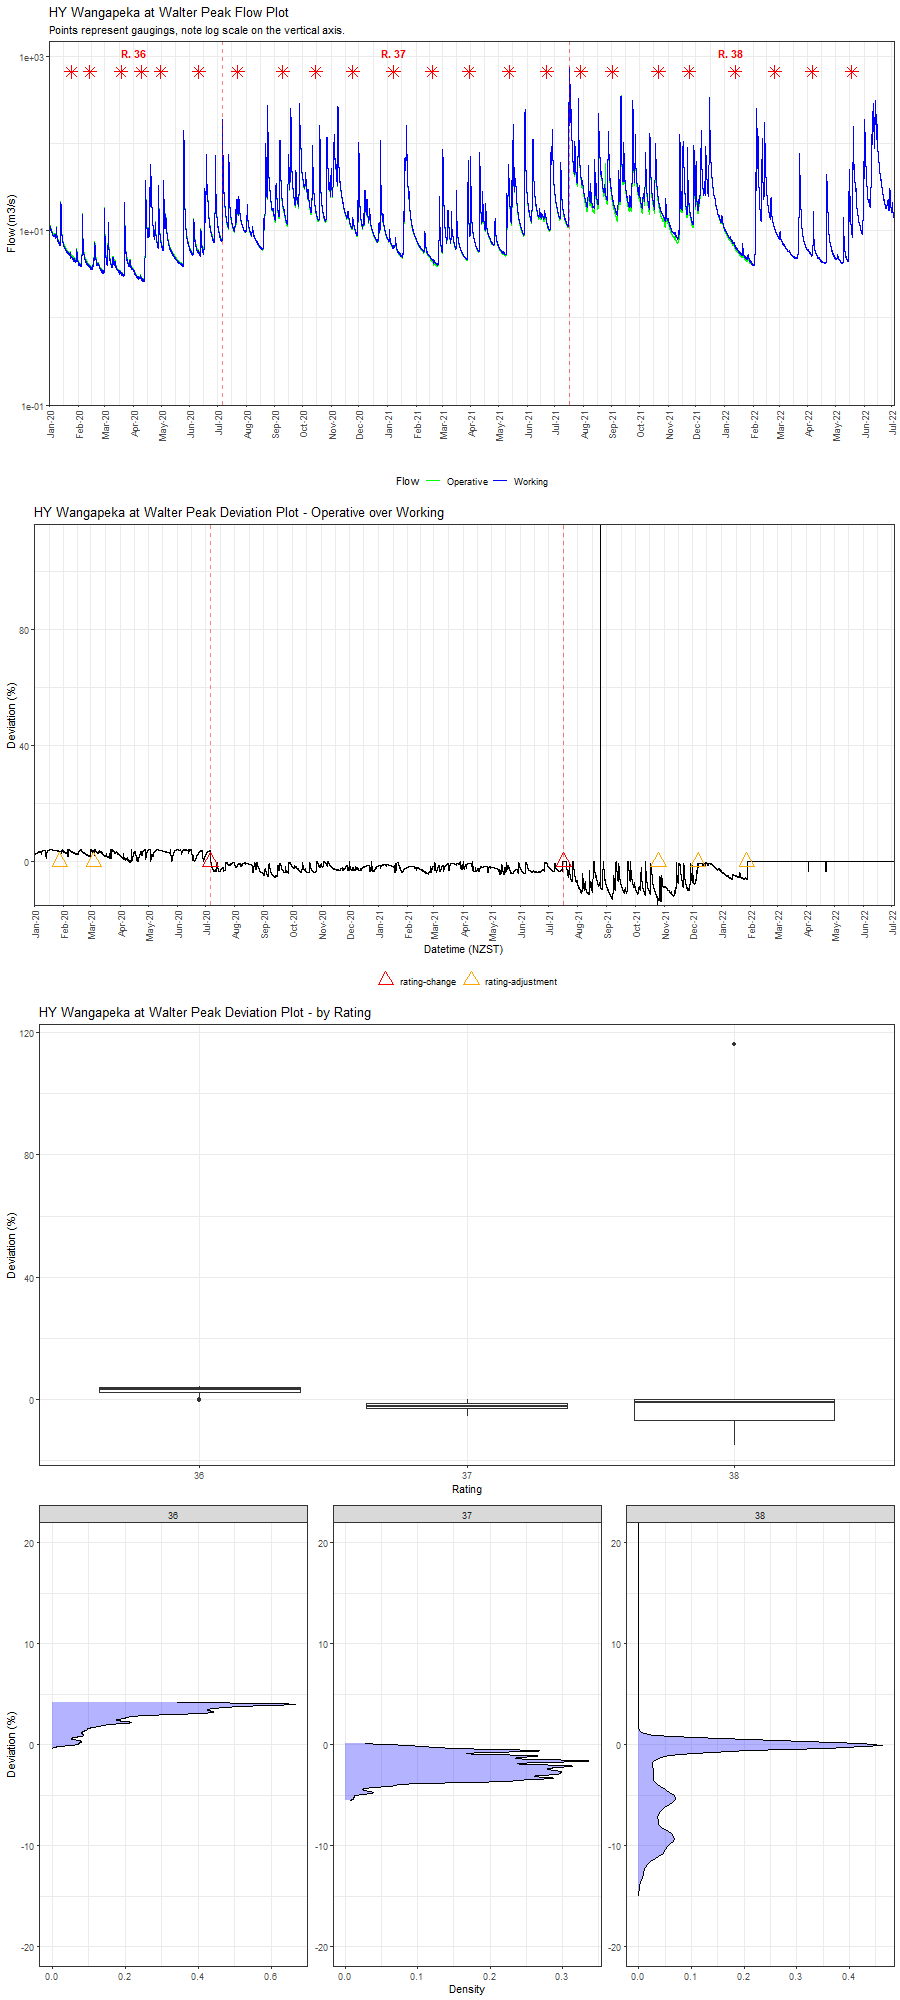 HY Wangapeka at Walter Peak Flow Plot
Points represent gaugings, note log scale on the vertical axis.
R. 36
R. 37
R. 38
1e+03
1e+01
1e-01
Flow (m3/s)
Jan-20 Feb-20 Mar-20 Apr-20 May-20 Jun-20 Jul-20 Aug-20 Sep-20 Oct-20 Nov-20 Dec-20 Jan-21 Feb-21 Mar-21 Apr-21 May-21 Jun-21 Jul-21 Aug-21 Sep-21 Oct-21 Nov-21 Dec-21 Jan-22 Feb-22 Mar-22 Apr-22 May-22 Jun-22 Jul-22
Flow Operative Working
HY Wangapeka at Walter Peak Deviation Plot - Operative over Working
80
40
0
Deviation (%)
Jan-20 Feb-20 Mar-20 Apr-20 May-20 Jun-20 Jul-20 Aug-20 Sep-20 Oct-20 Nov-20 Dec-20 Jan-21 Feb-21 Mar-21 Apr-21 May-21 Jun-21 Jul-21 Aug-21 Sep-21 Oct-21 Nov-21 Dec-21 Jan-22 Feb-22 Mar-22 Apr-22 May-22 Jun-22 Jul-22
Datetime (NZST)
rating-change rating-adjustment
HY Wangapeka at Walter Peak Deviation Plot - by Rating
120
80
40
0
Deviation (%)
36 37 38
Rating
36 37 38
20 20 20
10 10 10
0 0 0
-10 -10 -10
-20 -20 -20
Deviation (%)
0.0 0.2 0.4 0.6 0.0 0.1 0.2 0.3 0.0 0.1 0.2 0.3 0.4
Density